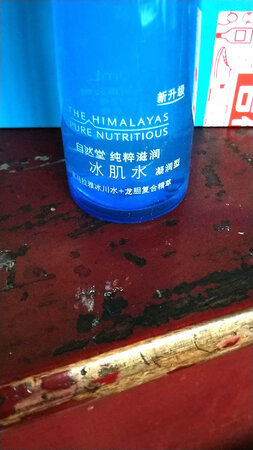 新升级
THE HIMALAYAS
PURE NUTRITIOUS
自然堂 纯粹滋润
冰肌水 凝润型
喜马拉雅冰川水+龙胆复合精萃